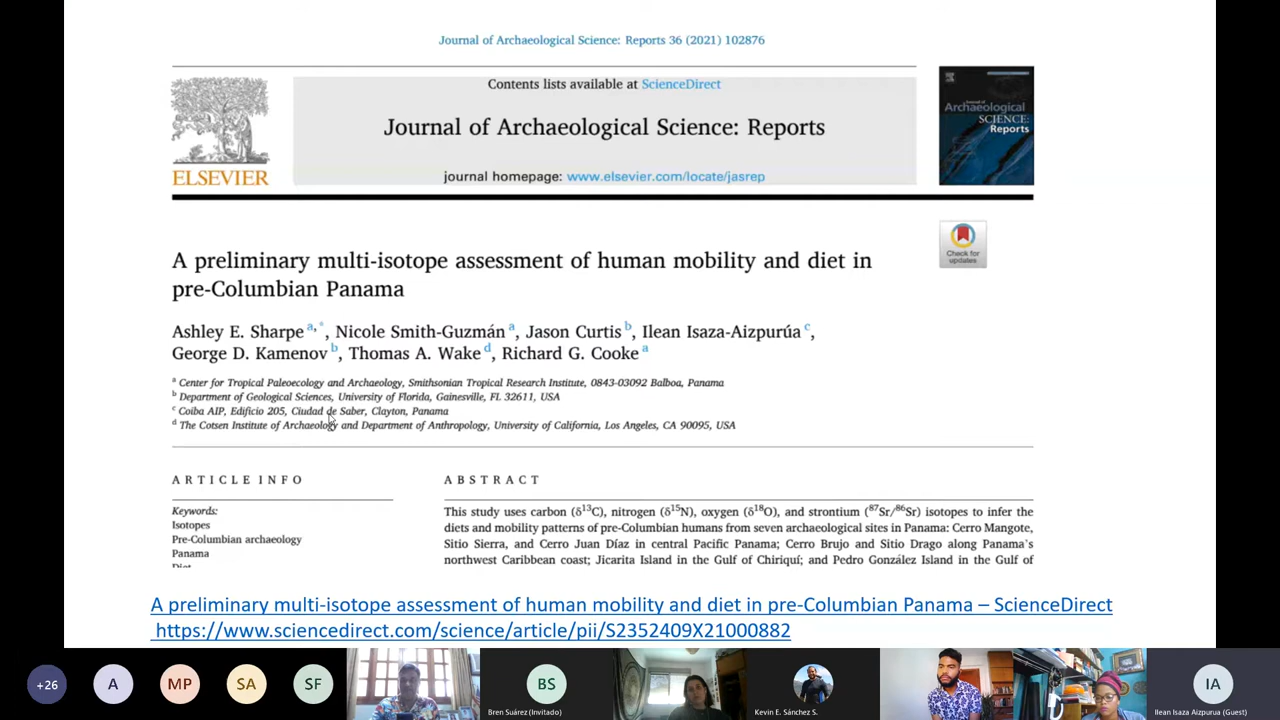 Journal of Archaeological Science: Reports 36 (2021) 102876
Contents lists available at ScienceDirect
Journal of Archaeological Science: Reports
journal homepage: www.elsevier.com/locate/jasrep
ELSEVIER
Journal of
Archaeological
SCIENCE:
Reports
Check for
updates
A preliminary multi-isotope assessment of human mobility and diet in
pre-Columbian Panama
Ashley E. Sharpe a,*, Nicole Smith-Guzmán a, Jason Curtis b, Ilean Isaza-Aizpurúa c,
George D. Kamenov b, Thomas A. Wake d, Richard G. Cooke a
a Center for Tropical Paleoecology and Archaeology, Smithsonian Tropical Research Institute, 0843-03092 Balboa, Panama
b Department of Geological Sciences, University of Florida, Gainesville, FL 32611, USA
c Coiba AIP, Edificio 205, Ciudad de Saber, Clayton, Panama
d The Cotsen Institute of Archaeology and Department of Anthropology, University of California, Los Angeles, CA 90095, USA
ARTICLE INFO
Keywords:
Isotopes
Pre-Columbian archaeology
Panama
Diet
ABSTRACT
This study uses carbon (δ13C), nitrogen (δ15N), oxygen (δ18O), and strontium (87Sr/86Sr) isotopes to infer the
diets and mobility patterns of pre-Columbian humans from seven archaeological sites in Panama: Cerro Mangote,
Sitio Sierra, and Cerro Juan Díaz in central Pacific Panama; Cerro Brujo and Sitio Drago along Panama's
northwest Caribbean coast; Jicarita Island in the Gulf of Chiriquí; and Pedro González Island in the Gulf of
A preliminary multi-isotope assessment of human mobility and diet in pre-Columbian Panama – ScienceDirect
https://www.sciencedirect.com/science/article/pii/S2352409X21000882
+26
A
MP
SA
SF
BS
Bren Suárez (Invitado)
Kevin E. Sánchez S.
IA
Ilean Isaza Aizpurua (Guest)